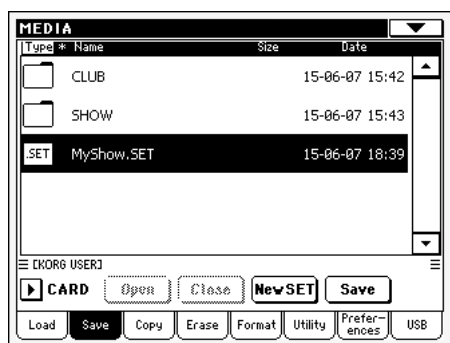 MEDIA
Type * Name Size Date
CLUB 15-06-07 15:42
SHOW 15-06-07 15:43
.SET MyShow.SET 15-06-07 18:39
[KORG USER]
CARD Open Close New SET Save
Load Save Copy Erase Format Utility Prefer-ences USB